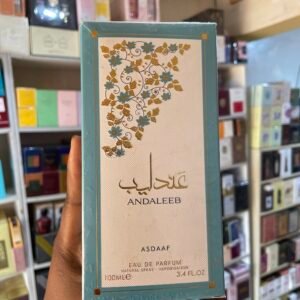 عندليب
ANDALEEB
ASDAAF
EAU DE PARFUM
NATURAL SPRAY - VAPORISATEUR
100ML℮ 3.4 FL.OZ